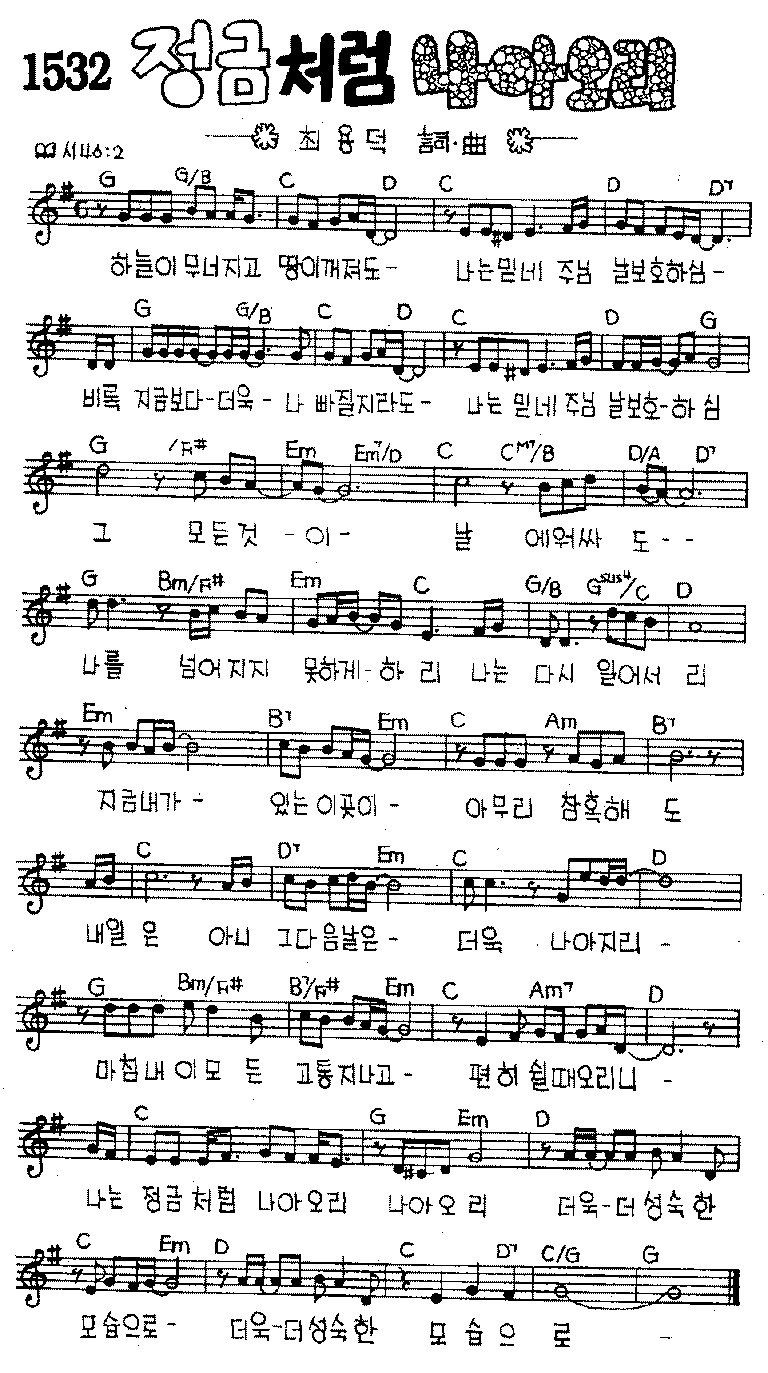 1532 정금처럼 나아오리
최용덕 詞·曲
시46:2
G G/B C D C D D7
하늘이 무너지고 땅이꺼져도- 나는믿네 주님 날보호하심-
G G/B C D C D G
비록 지금보다-더욱- 나 빠질지라도- 나는 믿네 주님 날보호-하심
G /F# Em Em7/D C CM7/B D/A D7
그 모든것-이- 날 에워싸 도--
G Bm/F# Em C G/B Gsus4/C D
나를 넘어지지 못하게-하 리 나는 다시 일어서 리
Em B7 Em C Am B7
지금내가- 있는이곳이- 아무리 참혹해 도
C D7 Em C D
내일 은 아니 그다음날은- 더욱 나아지리-
G Bm/F# B7/F# Em C Am7 D
마침내 이 모 든 고통지나고- 편히 쉴때오리니-
C G Em D
나는 정금처럼 나아오리 나아오리 더욱-더 성숙한
C Em D C D7 C/G G
모습으로- 더욱-더성숙한 모 습 으 로 -